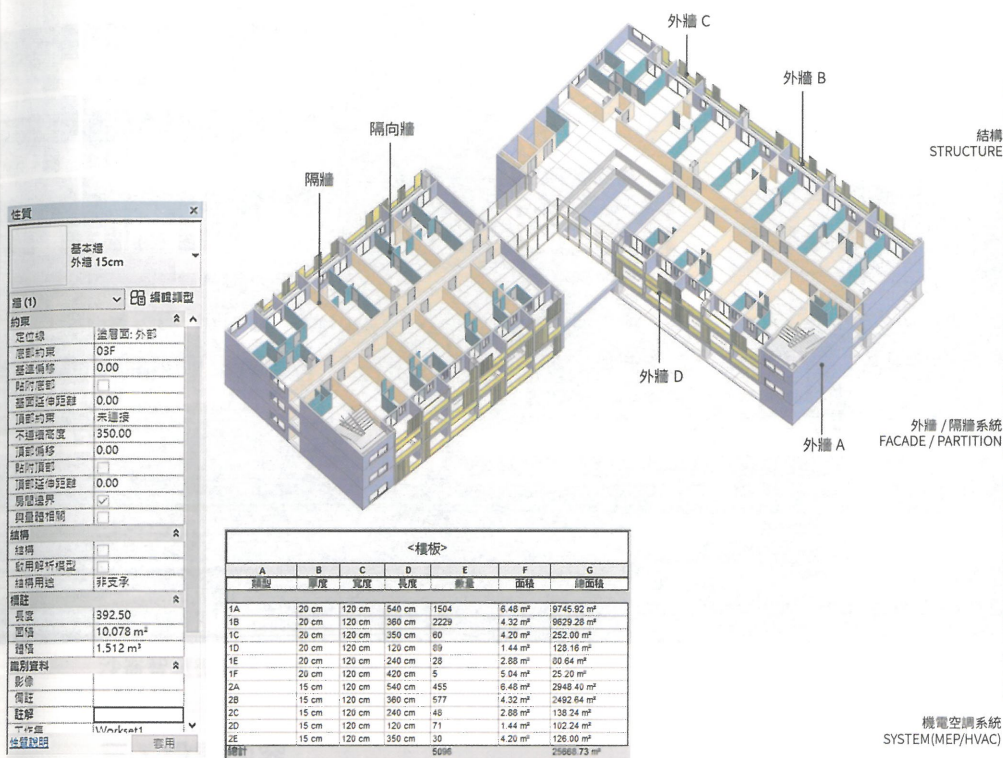 外牆 C
外牆 B
隔向牆
隔牆
外牆 D
外牆 A
結構
STRUCTURE
外牆 / 隔牆系統
FACADE / PARTITION
機電空調系統
SYSTEM(MEP/HVAC)
性質
基本牆
外牆 15cm
牆 (1)
編輯類型
約束
定位線 塗層面: 外部
底部約束 03F
基準偏移 0.00
貼附底部
基面延伸距離 0.00
頂部約束 未連接
不連續高度 350.00
頂部偏移 0.00
貼附頂部
頂部延伸距離 0.00
房間邊界
與量體相關
結構
結構
啟用解析模型
結構用途 非支承
標註
長度 392.50
面積 10.078 m²
體積 1.512 m³
識別資料
影像
備註
註解
工作集 Workset1
性質說明
套用
<樓板>
A B C D E F G
類型 厚度 寬度 長度 數量 面積 總面積
1A 20 cm 120 cm 540 cm 1504 6.48 m² 9745.92 m²
1B 20 cm 120 cm 360 cm 2229 4.32 m² 9629.28 m²
1C 20 cm 120 cm 350 cm 60 4.20 m² 252.00 m²
1D 20 cm 120 cm 120 cm 89 1.44 m² 128.16 m²
1E 20 cm 120 cm 240 cm 28 2.88 m² 80.64 m²
1F 20 cm 120 cm 420 cm 5 5.04 m² 25.20 m²
2A 15 cm 120 cm 540 cm 455 6.48 m² 2948.40 m²
2B 15 cm 120 cm 360 cm 577 4.32 m² 2492.64 m²
2C 15 cm 120 cm 240 cm 48 2.88 m² 138.24 m²
2D 15 cm 120 cm 120 cm 71 1.44 m² 102.24 m²
2E 15 cm 120 cm 350 cm 30 4.20 m² 126.00 m²
總計 5096 25668.73 m²